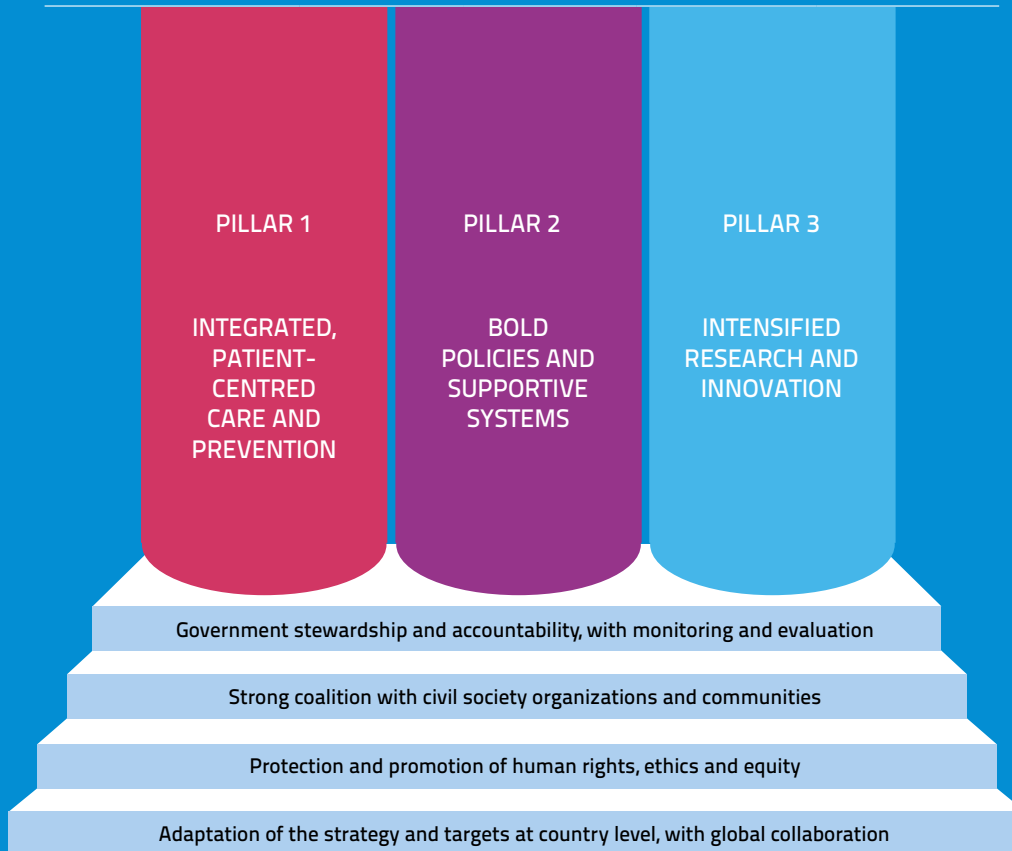 PILLAR 1
INTEGRATED,
PATIENT-
CENTRED
CARE AND
PREVENTION
PILLAR 2
BOLD
POLICIES AND
SUPPORTIVE
SYSTEMS
PILLAR 3
INTENSIFIED
RESEARCH AND
INNOVATION
Government stewardship and accountability, with monitoring and evaluation
Strong coalition with civil society organizations and communities
Protection and promotion of human rights, ethics and equity
Adaptation of the strategy and targets at country level, with global collaboration